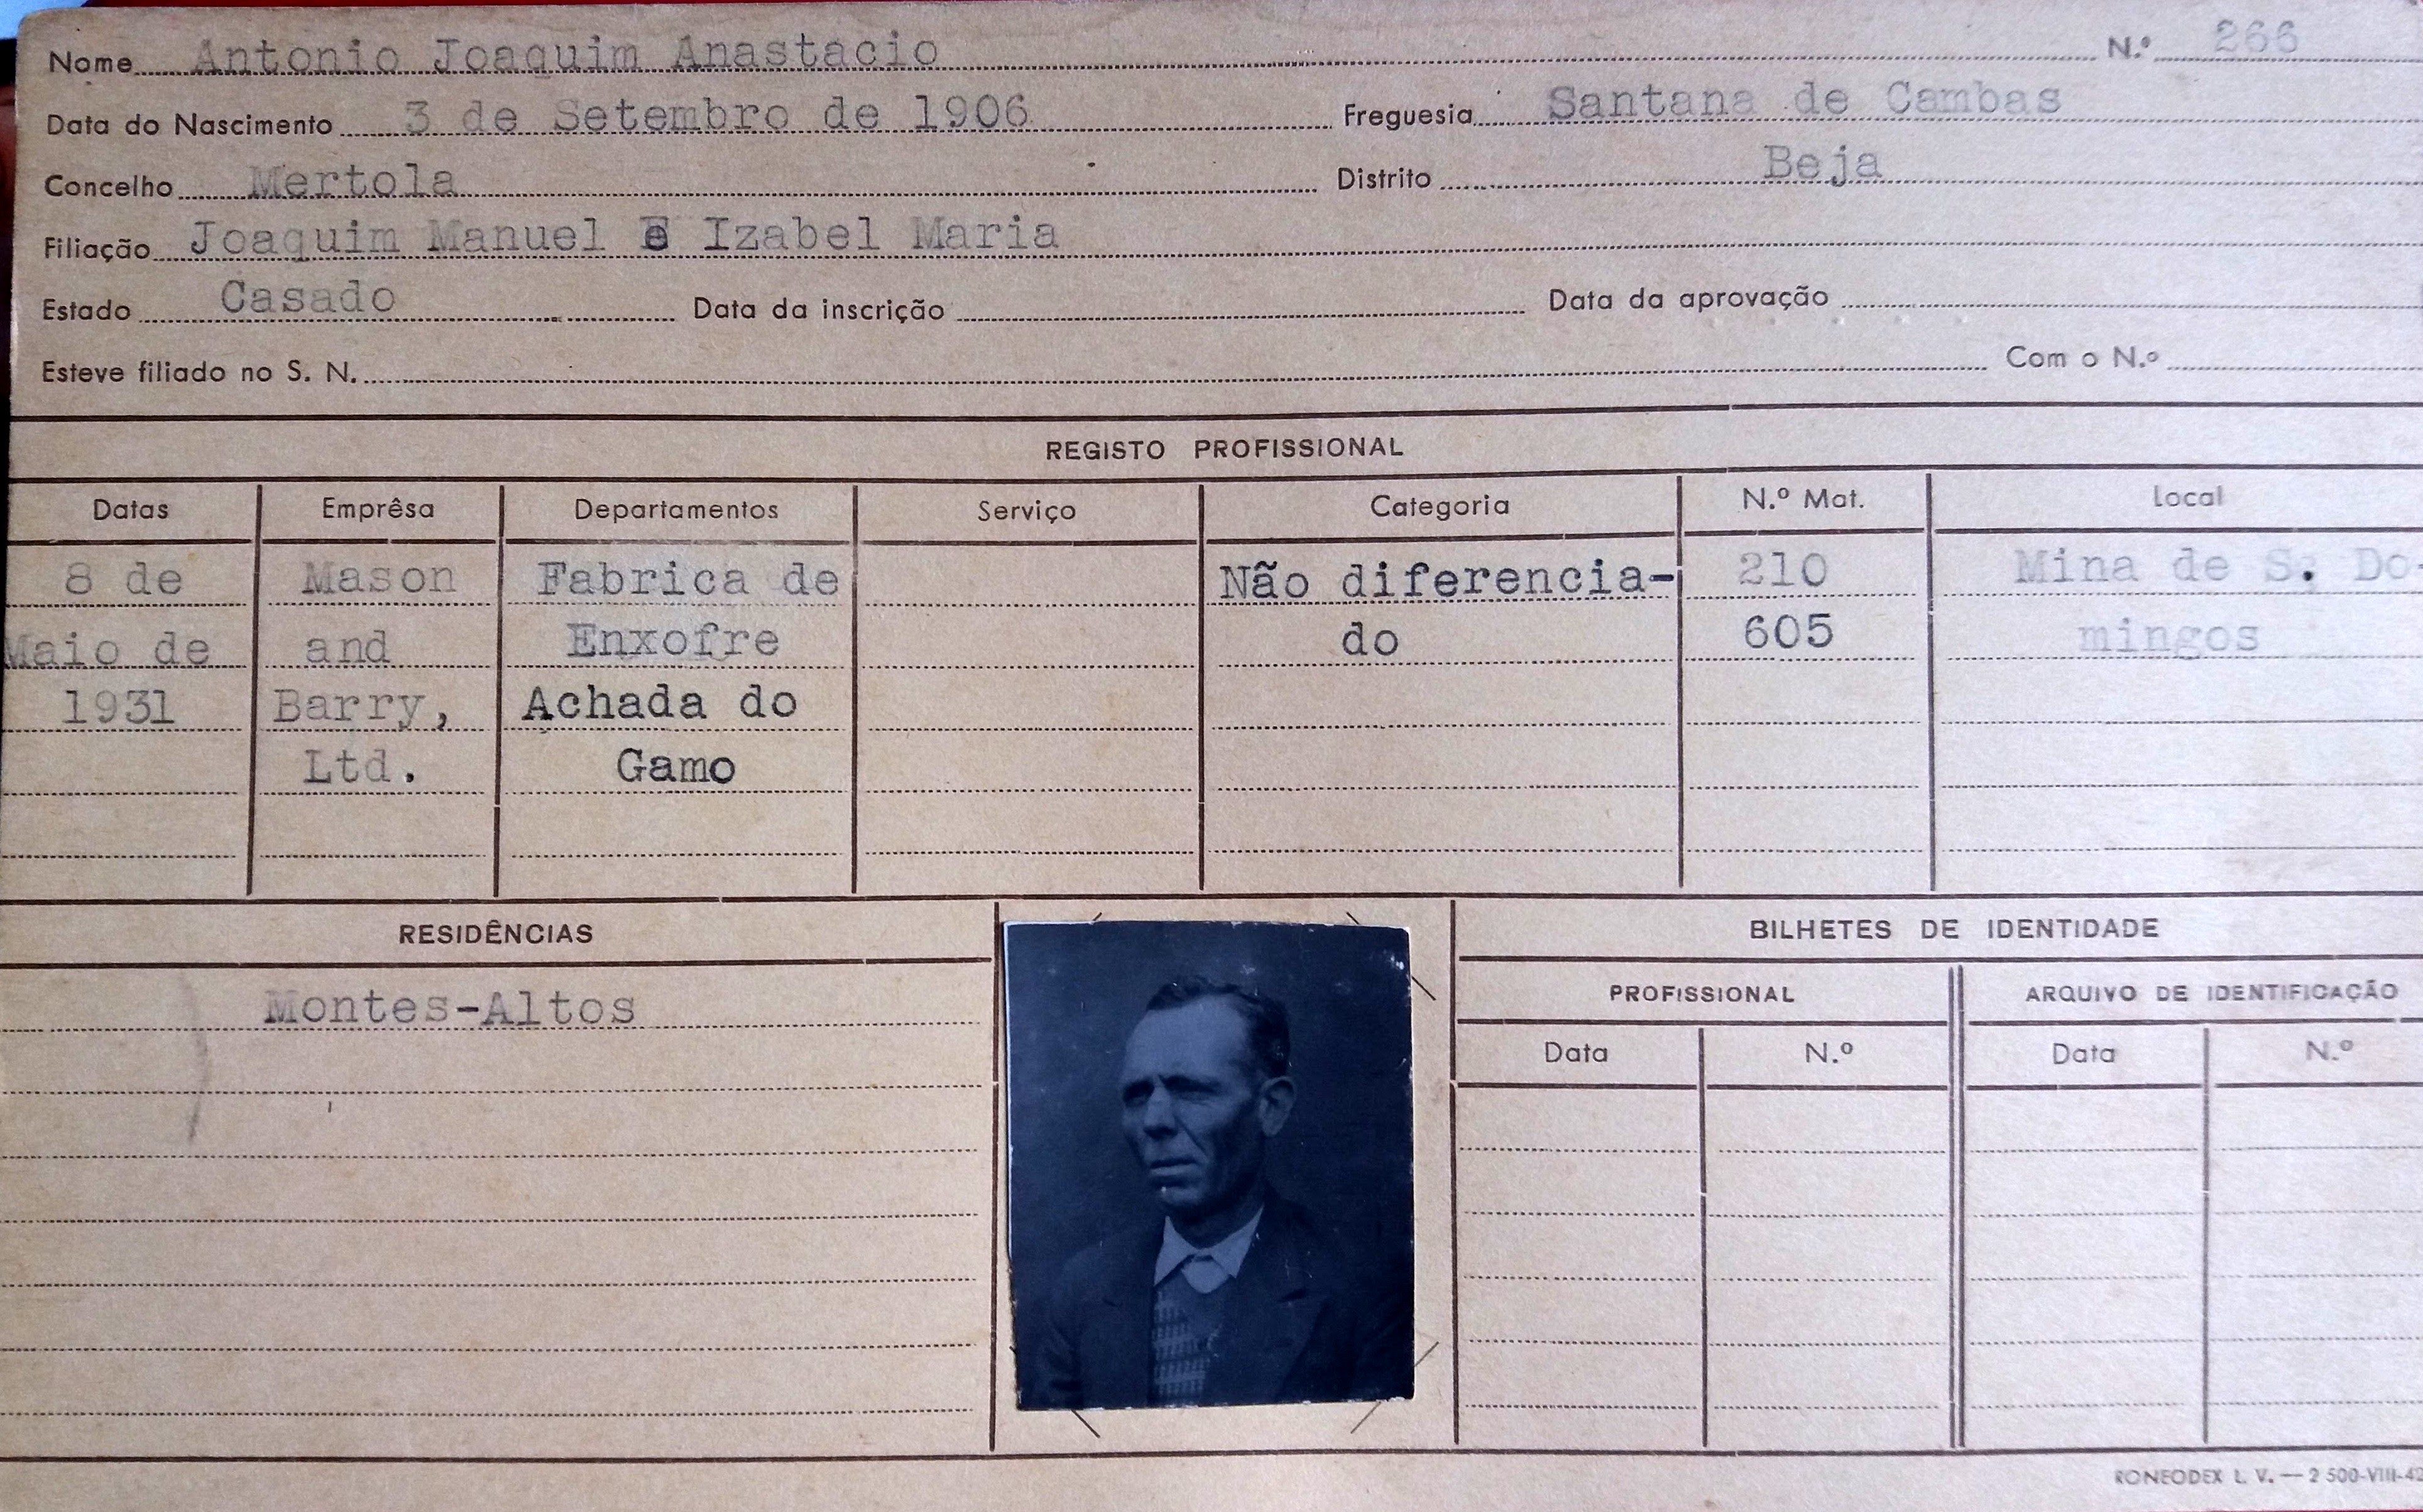 Nome Antonio Joaquim Anastacio N.º 266
Data do Nascimento 3 de Setembro de 1906 Freguesia Santana de Cambas
Concelho Mertola Distrito Beja
Filiação Joaquim Manuel e Izabel Maria
Estado Casado Data da inscrição Data da aprovação
Esteve filiado no S. N. Com o N.º
REGISTO PROFISSIONAL
Datas Emprêsa Departamentos Serviço Categoria N.º Mat. Local
8 de Mason Fabrica de Não diferencia- 210 Mina de S. Do-
Maio de and Enxofre do 605 mingos
1931 Barry, Achada do
Ltd. Gamo
RESIDÊNCIAS BILHETES DE IDENTIDADE
PROFISSIONAL ARQUIVO DE IDENTIFICAÇÃO
Montes-Altos
Data N.º Data N.º
RONEODEX L. V. — 2 500-VIII-42